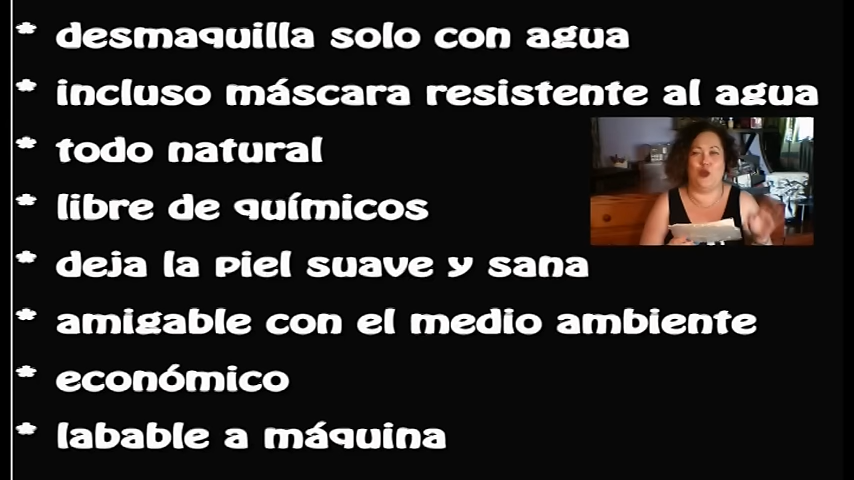 * desmaquilla solo con agua
* incluso máscara resistente al agua
* todo natural
* libre de químicos
* deja la piel suave y sana
* amigable con el medio ambiente
* económico
* labable a máquina